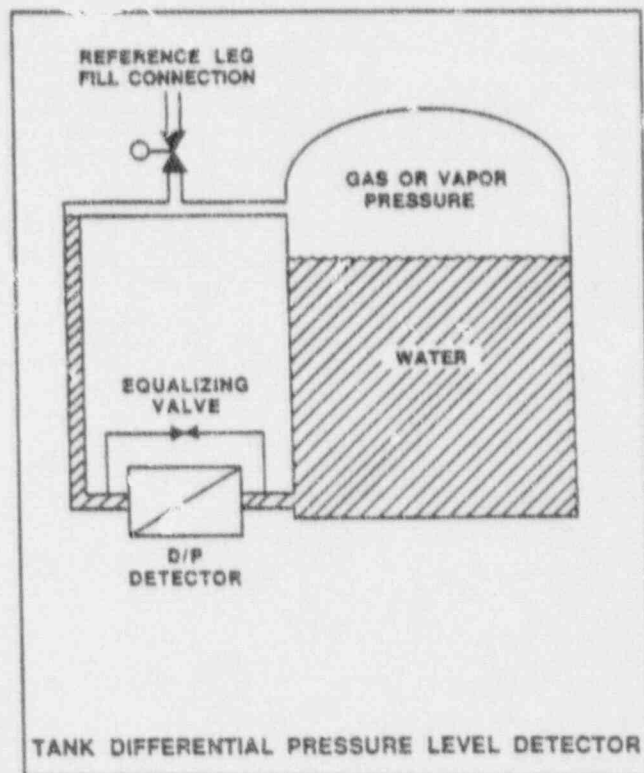 REFERENCE LEG
FILL CONNECTION
GAS OR VAPOR
PRESSURE
WATER
EQUALIZING
VALVE
D/P
DETECTOR
TANK DIFFERENTIAL PRESSURE LEVEL DETECTOR